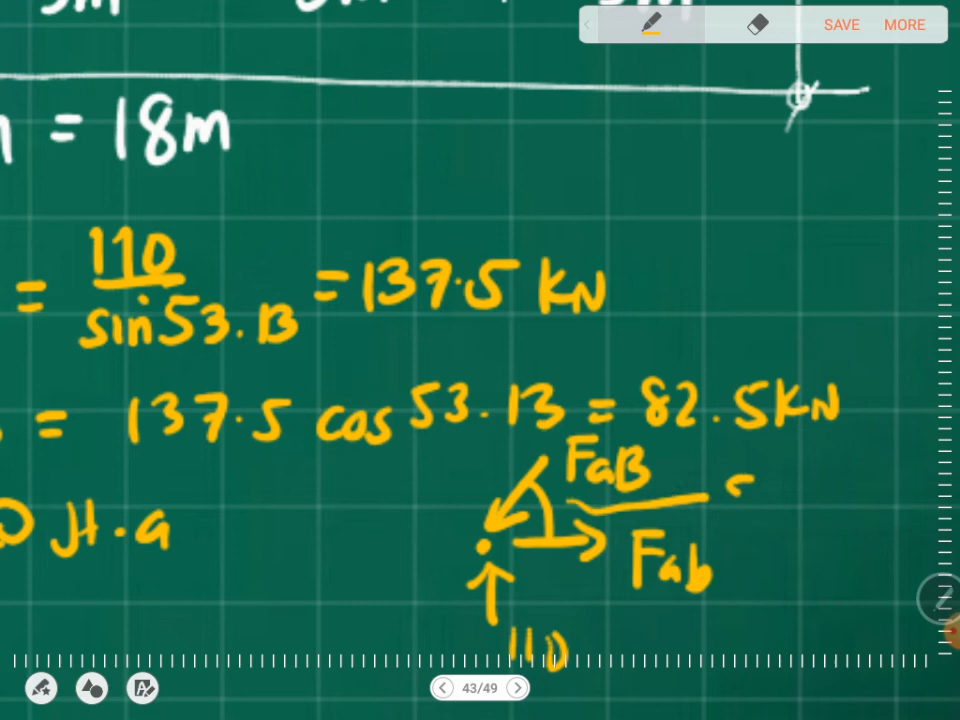 SAVE MORE
= 18m
= 110 / sin53.13 = 137.5 kN
= 137.5 cos 53.13 = 82.5KN
FaB
H.a
Fab
110
43/49